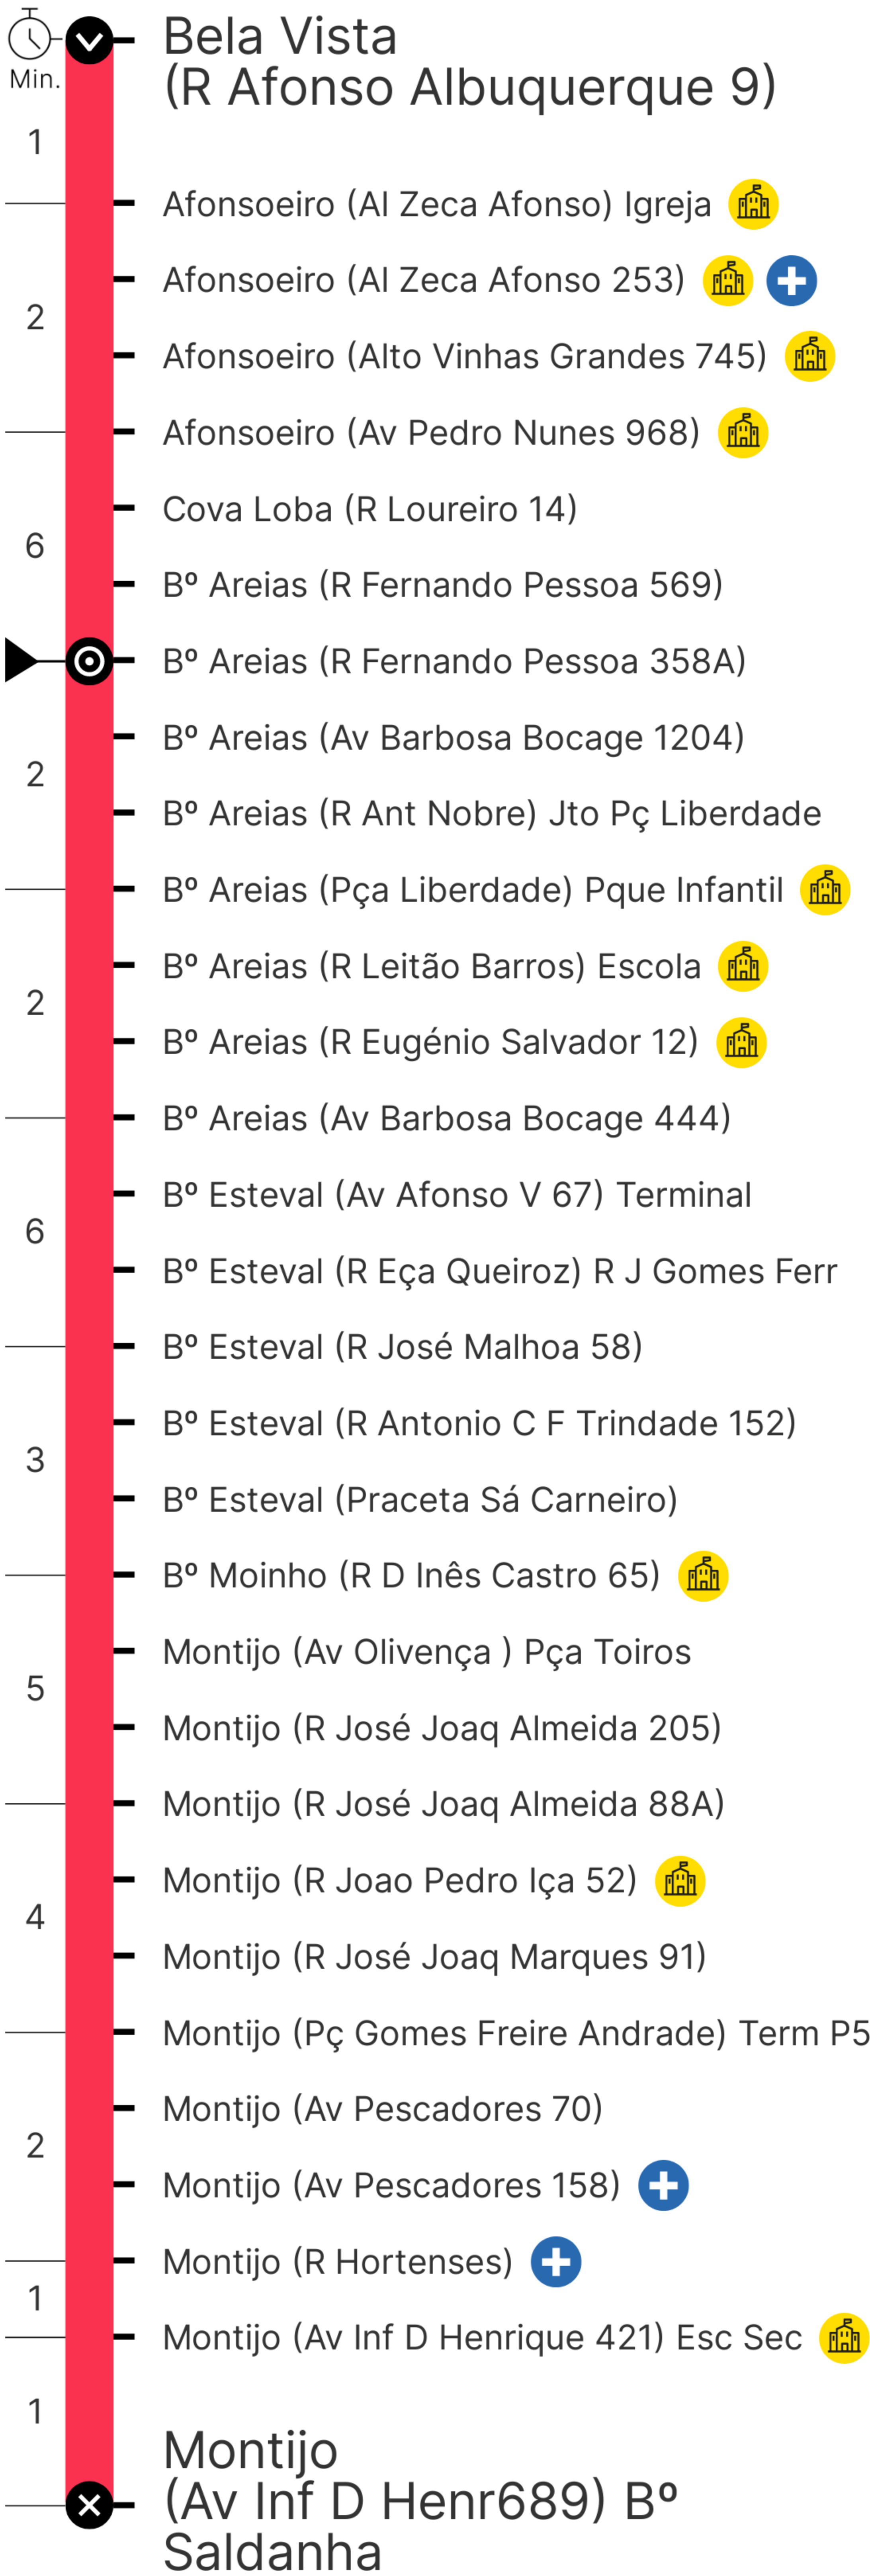 Bela Vista
Min.
(R Afonso Albuquerque 9)
1
Afonsoeiro (Al Zeca Afonso) Igreja
Afonsoeiro (Al Zeca Afonso 253)
2
Afonsoeiro (Alto Vinhas Grandes 745)
Afonsoeiro (Av Pedro Nunes 968)
Cova Loba (R Loureiro 14)
6
Bº Areias (R Fernando Pessoa 569)
Bº Areias (R Fernando Pessoa 358A)
Bº Areias (Av Barbosa Bocage 1204)
2
Bº Areias (R Ant Nobre) Jto Pç Liberdade
Bº Areias (Pça Liberdade) Pque Infantil
Bº Areias (R Leitão Barros) Escola
2
Bº Areias (R Eugénio Salvador 12)
Bº Areias (Av Barbosa Bocage 444)
Bº Esteval (Av Afonso V 67) Terminal
6
Bº Esteval (R Eça Queiroz) R J Gomes Ferr
Bº Esteval (R José Malhoa 58)
Bº Esteval (R Antonio C F Trindade 152)
3
Bº Esteval (Praceta Sá Carneiro)
Bº Moinho (R D Inês Castro 65)
Montijo (Av Olivença ) Pça Toiros
5
Montijo (R José Joaq Almeida 205)
Montijo (R José Joaq Almeida 88A)
Montijo (R Joao Pedro Iça 52)
4
Montijo (R José Joaq Marques 91)
Montijo (Pç Gomes Freire Andrade) Term P5
Montijo (Av Pescadores 70)
2
Montijo (Av Pescadores 158)
Montijo (R Hortenses)
1
Montijo (Av Inf D Henrique 421) Esc Sec
1
Montijo
(Av Inf D Henr689) Bº
Saldanha